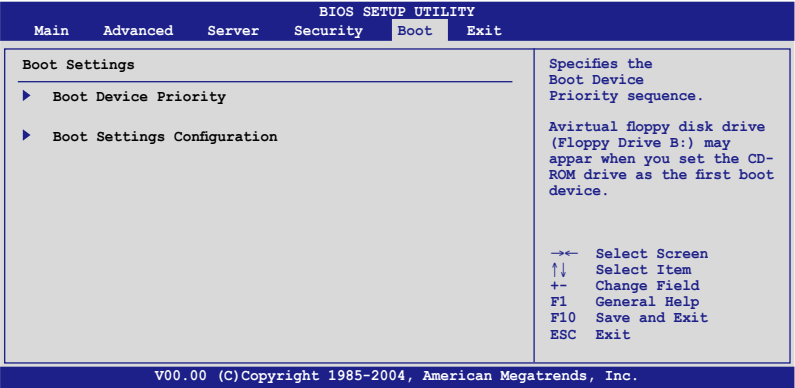 BIOS SETUP UTILITY
Main Advanced Server Security Boot Exit
Boot Settings
Boot Device Priority
Boot Settings Configuration
Specifies the
Boot Device
Priority sequence.
Avirtual floppy disk drive
(Floppy Drive B:) may
appar when you set the CD-
ROM drive as the first boot
device.
→← Select Screen
↑↓ Select Item
+- Change Field
F1 General Help
F10 Save and Exit
ESC Exit
V00.00 (C)Copyright 1985-2004, American Megatrends, Inc.